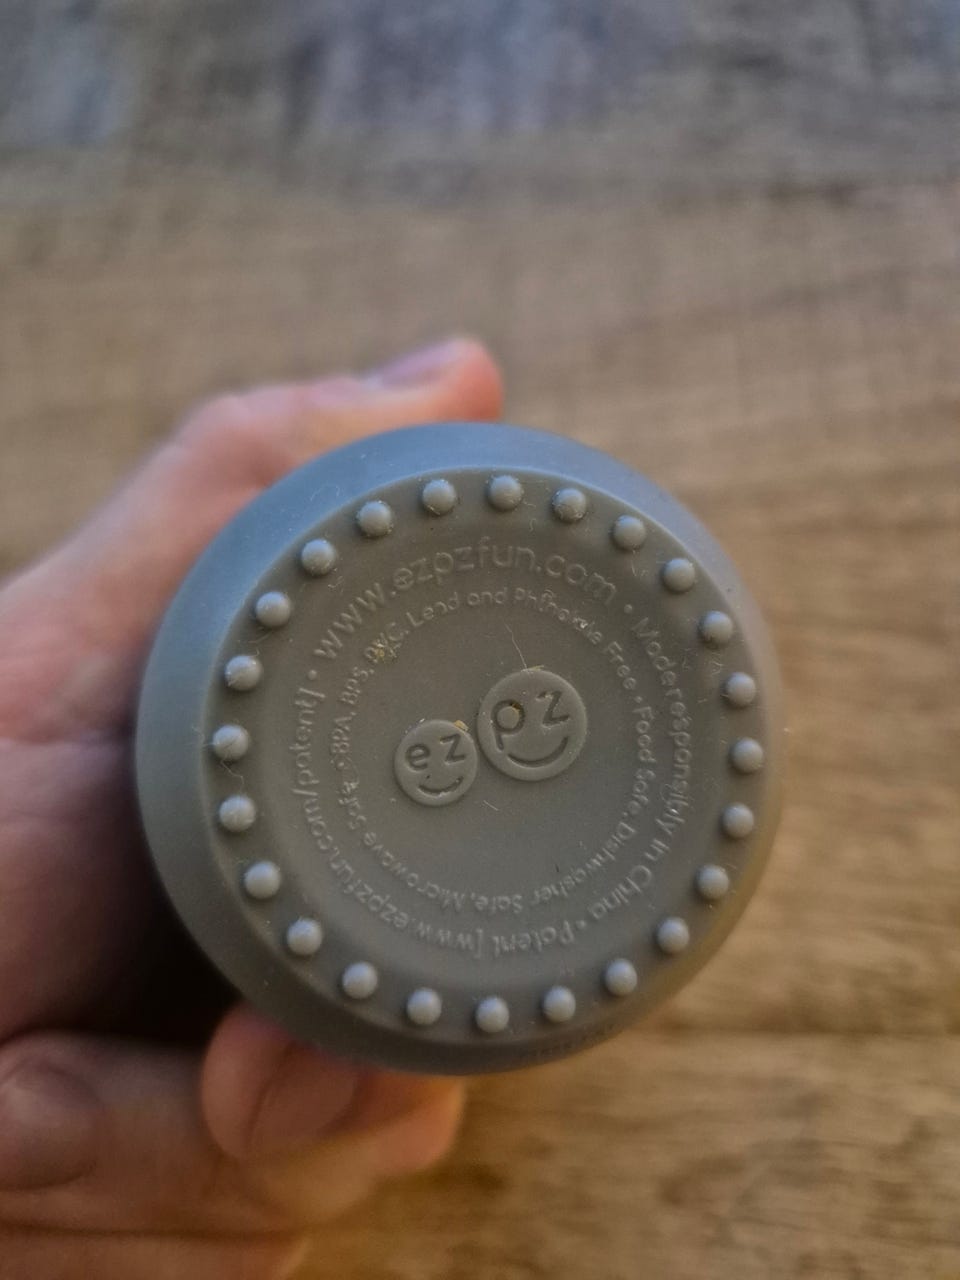 www.ezpzfun.com • Made responsibly in China • Patent [www.ezpzfun.com/patent] •
BPA, BPS, PVC, Lead and Phthalate Free • Food Safe, Dishwasher Safe, Microwave Safe •
ez pz